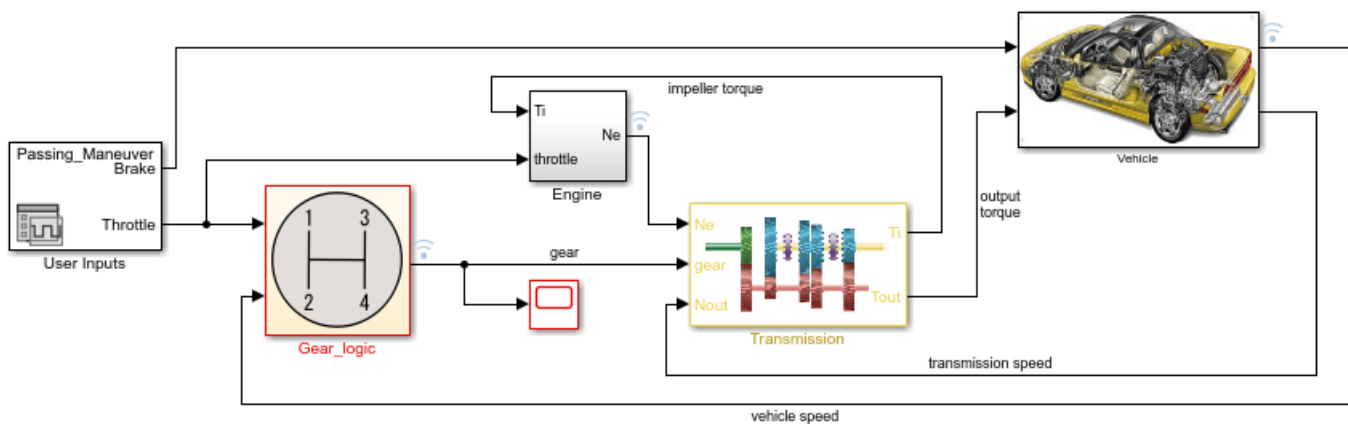 Passing_Maneuver
Brake
Throttle
User Inputs
1 3
2 4
Gear_logic
impeller torque
Ti
Ne
throttle
Engine
gear
Ne
Ti
gear
Nout
Tout
Transmission
output
torque
Vehicle
transmission speed
vehicle speed